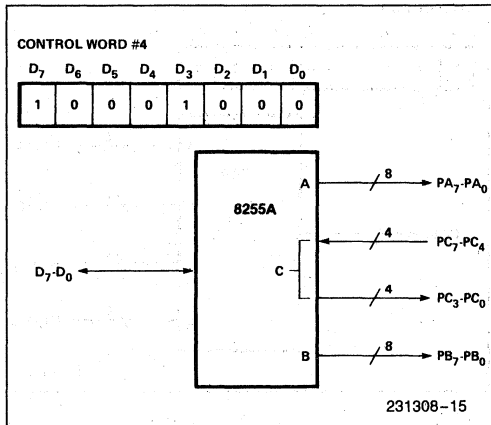 CONTROL WORD #4
D7 D6 D5 D4 D3 D2 D1 D0
1 0 0 0 1 0 0 0
A 8 PA7-PA0
8255A
4 PC7-PC4
D7-D0 C
4 PC3-PC0
B 8 PB7-PB0
231308-15